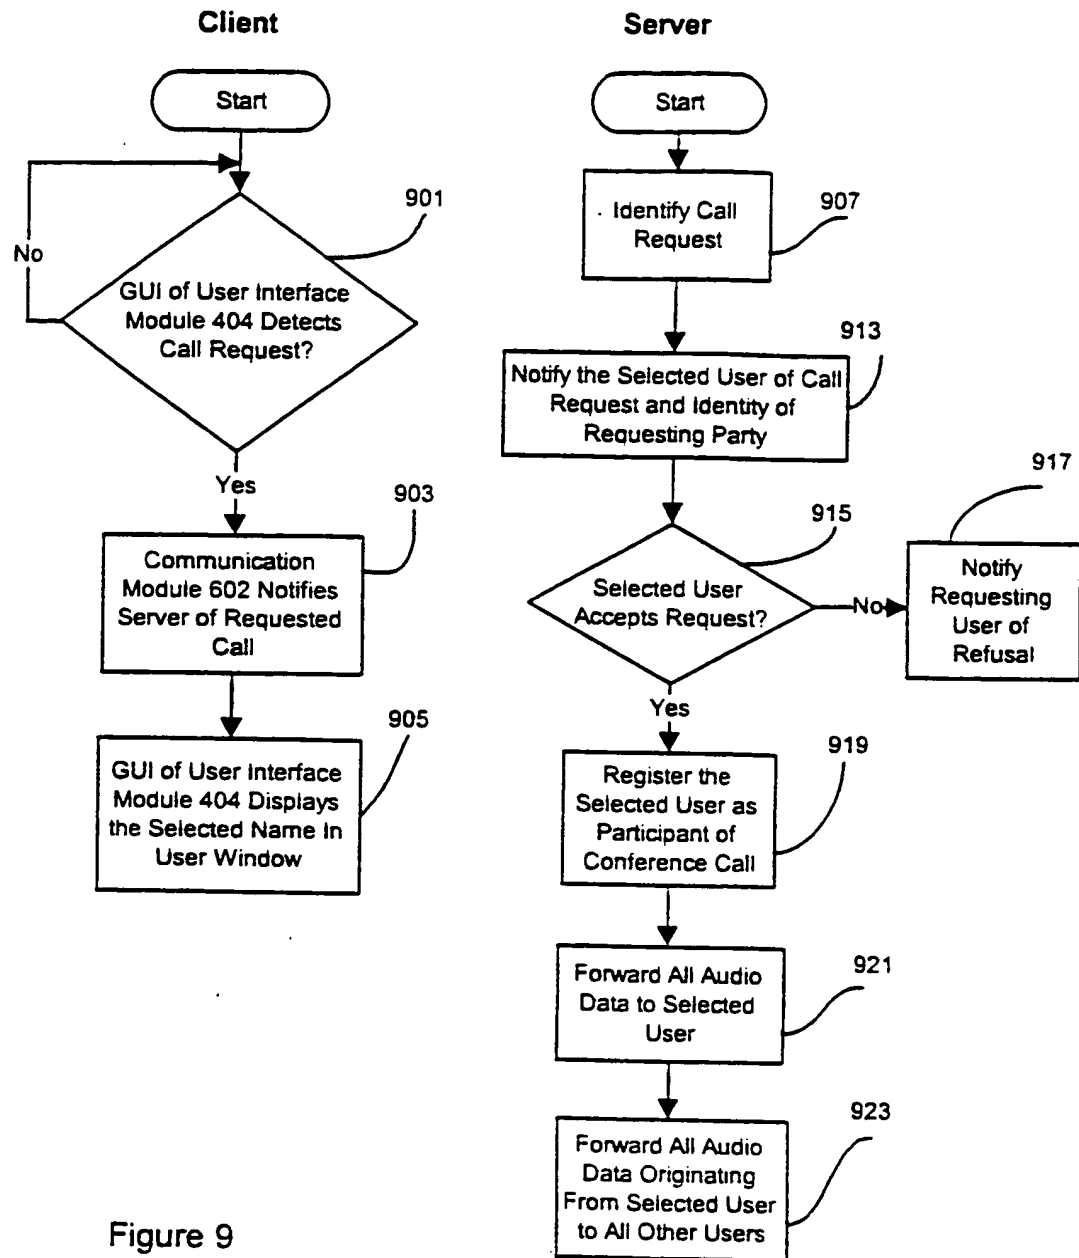 Client
Start
901
No
GUI of User Interface
Module 404 Detects
Call Request?
Yes
903
Communication
Module 602 Notifies
Server of Requested
Call
905
GUI of User Interface
Module 404 Displays
the Selected Name In
User Window
Server
Start
907
Identify Call
Request
913
Notify the Selected User of Call
Request and Identity of
Requesting Party
915
Selected User
Accepts Request?
No
917
Notify
Requesting
User of
Refusal
Yes
919
Register the
Selected User as
Participant of
Conference Call
921
Forward All Audio
Data to Selected
User
923
Forward All Audio
Data Originating
From Selected User
to All Other Users
Figure 9